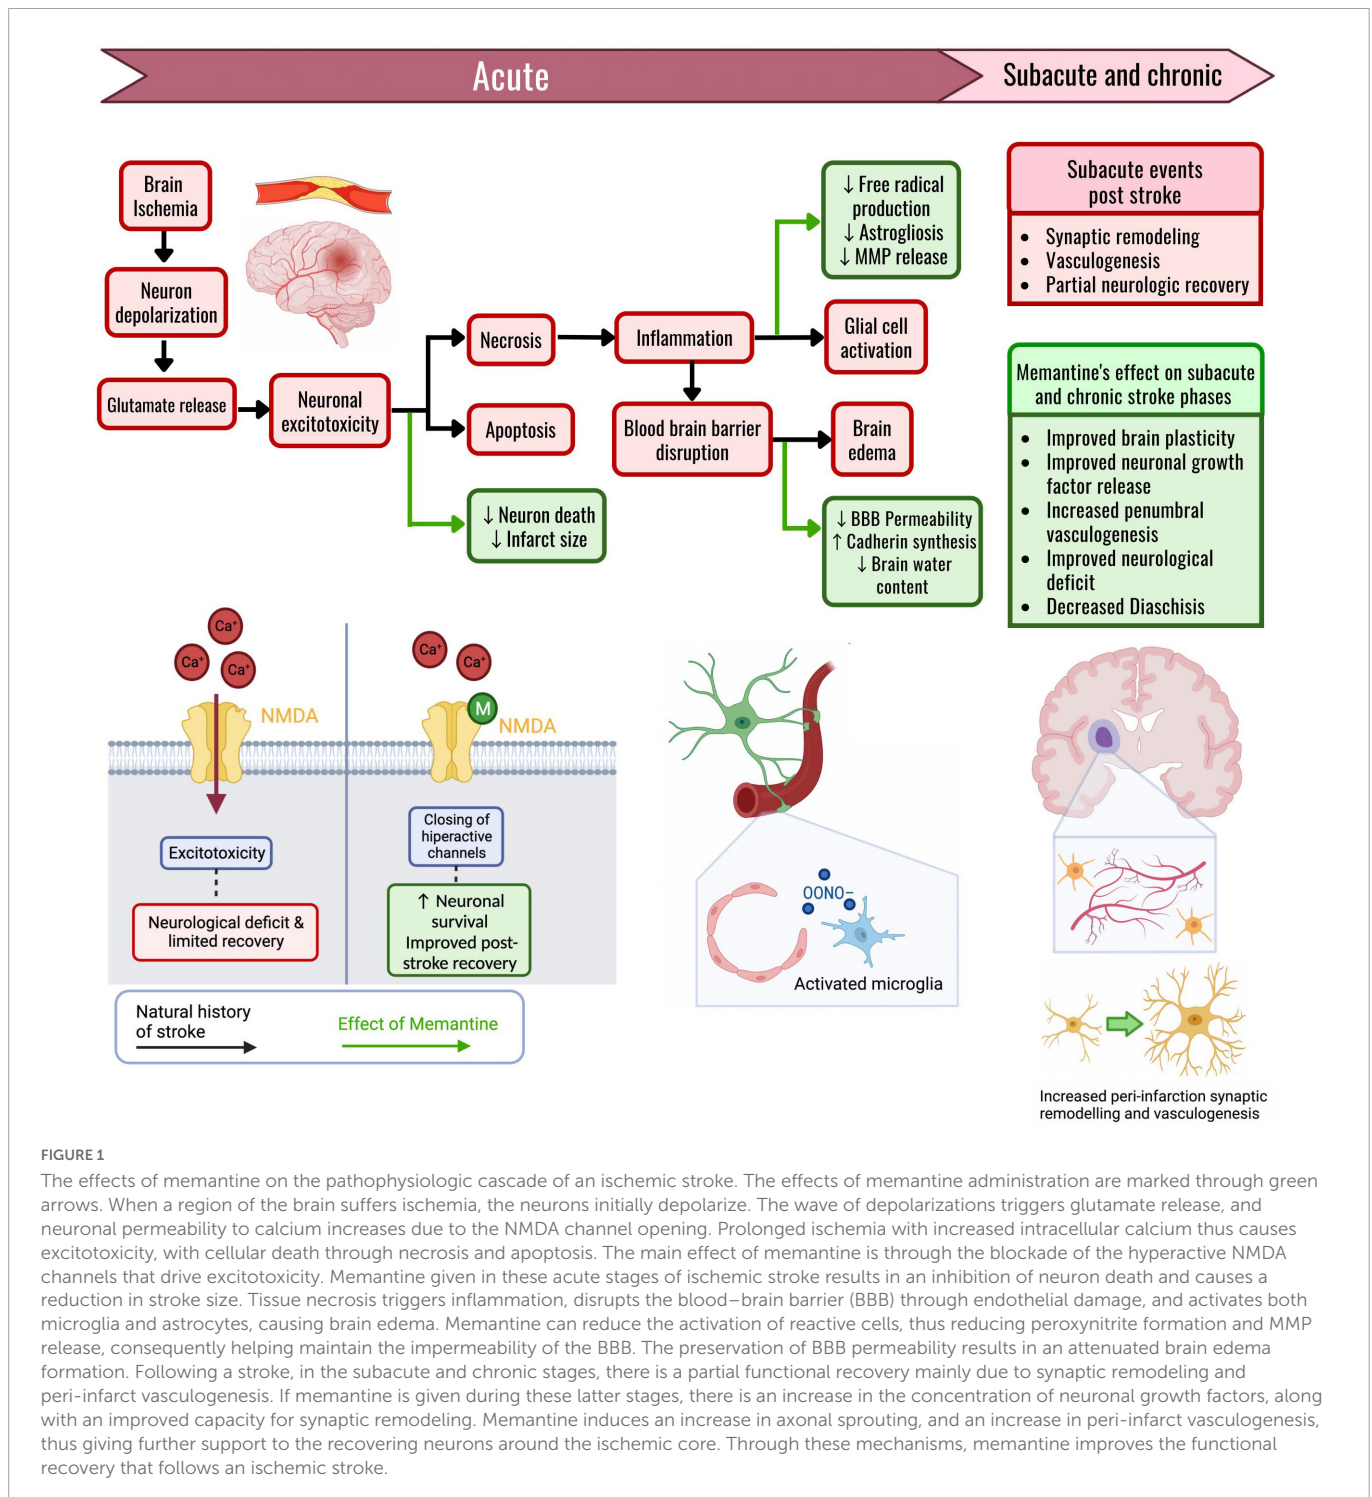 Acute
Subacute and chronic
Brain
Ischemia
Neuron
depolarization
Glutamate release
Neuronal
excitotoxicity
Necrosis
Apoptosis
↓ Neuron death
↓ Infarct size
Inflammation
Blood brain barrier
disruption
↓ Free radical
production
↓ Astrogliosis
↓ MMP release
Glial cell
activation
Brain
edema
↓ BBB Permeability
↑ Cadherin synthesis
↓ Brain water
content
Subacute events
post stroke
• Synaptic remodeling
• Vasculogenesis
• Partial neurologic recovery
Memantine's effect on subacute
and chronic stroke phases
• Improved brain plasticity
• Improved neuronal growth
factor release
• Increased penumbral
vasculogenesis
• Improved neurological
deficit
• Decreased Diaschisis
Ca⁺
Ca⁺
Ca⁺
NMDA
Excitotoxicity
Neurological deficit &
limited recovery
Ca⁺
Ca⁺
M
NMDA
Closing of
hiperactive
channels
↑ Neuronal
survival
Improved post-
stroke recovery
Natural history
of stroke
Effect of Memantine
OONO–
Activated microglia
Increased peri-infarction synaptic
remodelling and vasculogenesis
FIGURE 1
The effects of memantine on the pathophysiologic cascade of an ischemic stroke. The effects of memantine administration are marked through green
arrows. When a region of the brain suffers ischemia, the neurons initially depolarize. The wave of depolarizations triggers glutamate release, and
neuronal permeability to calcium increases due to the NMDA channel opening. Prolonged ischemia with increased intracellular calcium thus causes
excitotoxicity, with cellular death through necrosis and apoptosis. The main effect of memantine is through the blockade of the hyperactive NMDA
channels that drive excitotoxicity. Memantine given in these acute stages of ischemic stroke results in an inhibition of neuron death and causes a
reduction in stroke size. Tissue necrosis triggers inflammation, disrupts the blood–brain barrier (BBB) through endothelial damage, and activates both
microglia and astrocytes, causing brain edema. Memantine can reduce the activation of reactive cells, thus reducing peroxynitrite formation and MMP
release, consequently helping maintain the impermeability of the BBB. The preservation of BBB permeability results in an attenuated brain edema
formation. Following a stroke, in the subacute and chronic stages, there is a partial functional recovery mainly due to synaptic remodeling and
peri-infarct vasculogenesis. If memantine is given during these latter stages, there is an increase in the concentration of neuronal growth factors, along
with an improved capacity for synaptic remodeling. Memantine induces an increase in axonal sprouting, and an increase in peri-infarct vasculogenesis,
thus giving further support to the recovering neurons around the ischemic core. Through these mechanisms, memantine improves the functional
recovery that follows an ischemic stroke.